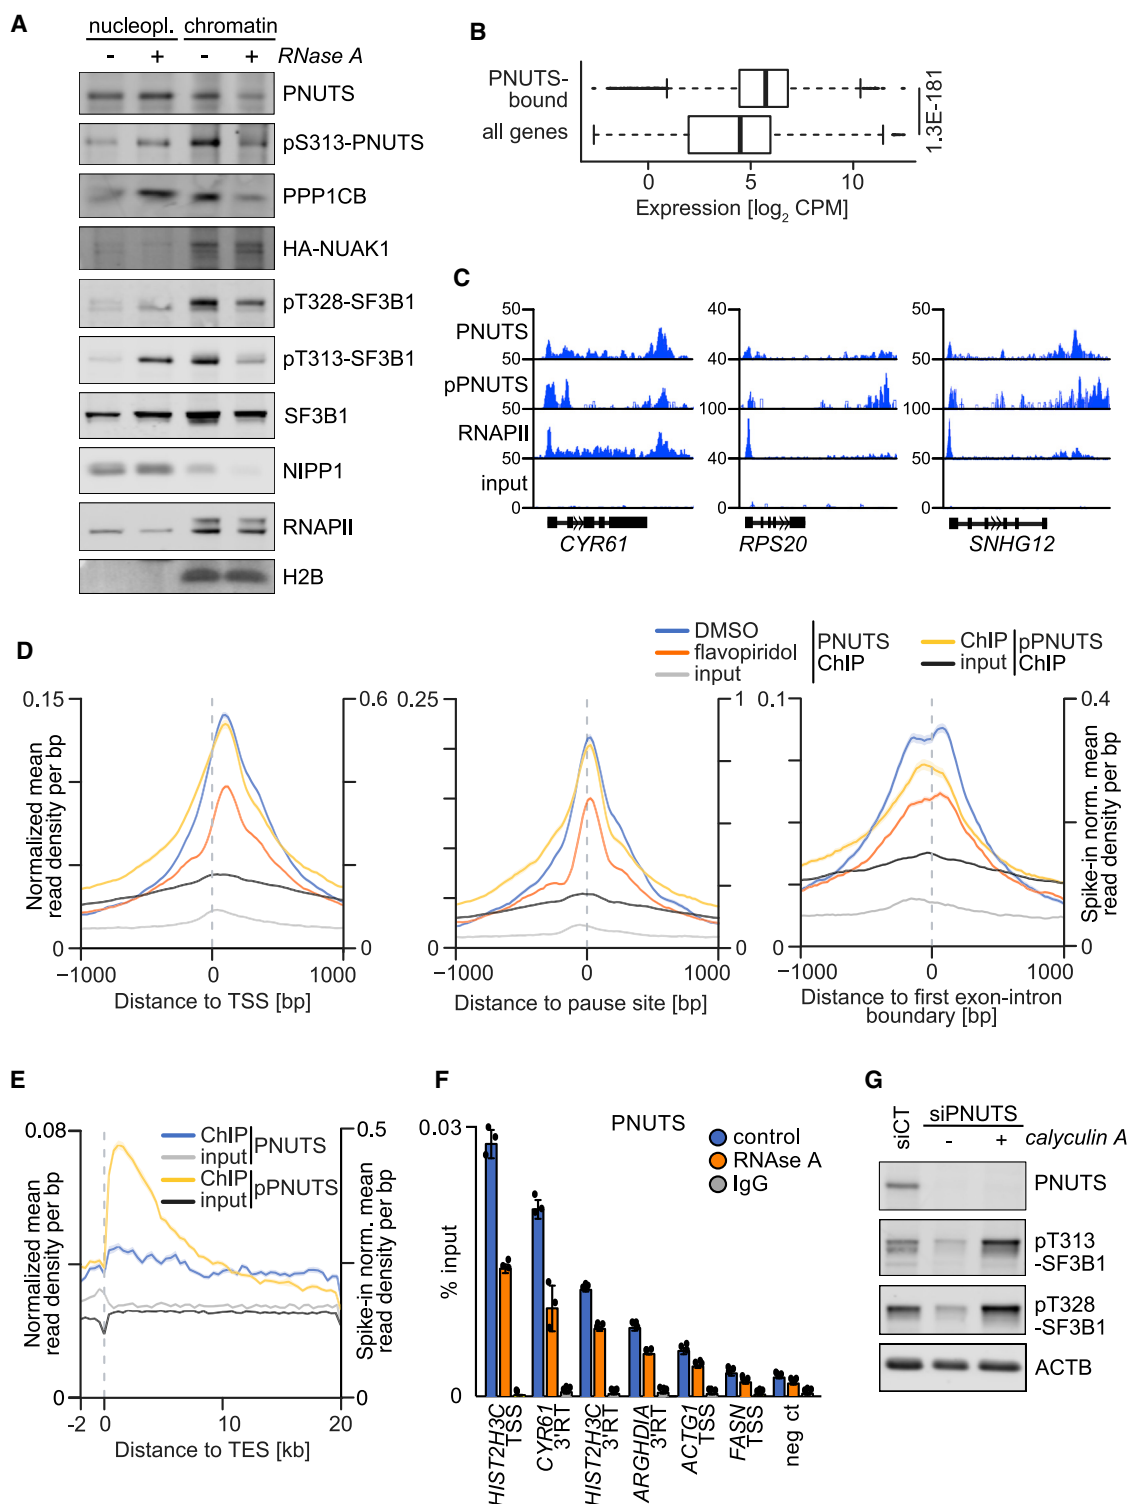 A
nucleopl. chromatin
- + - + RNase A
PNUTS
pS313-PNUTS
PPP1CB
HA-NUAK1
pT328-SF3B1
pT313-SF3B1
SF3B1
NIPP1
RNAPII
H2B
B
PNUTS-
bound
all genes
1.3E-181
0 5 10
Expression [log2 CPM]
C
50 40 50
PNUTS
50 40 50
pPNUTS
50 100 100
RNAPII
50 40 50
input
0 0 0
CYR61 RPS20 SNHG12
D
DMSO
flavopiridol
input
PNUTS
ChIP
ChIP
input
pPNUTS
ChIP
Normalized mean
read density per bp
0.15
0
0.6
0
−1000 0 1000
Distance to TSS [bp]
0.25
0
1
0
−1000 0 1000
Distance to pause site [bp]
0.1
0
0.4
0
−1000 0 1000
Distance to first exon-intron
boundary [bp]
Spike-in norm. mean
read density per bp
E
Normalized mean
read density per bp
0.08
0
ChIP
input
PNUTS
ChIP
input
pPNUTS
0.5
0
Spike-in norm. mean
read density per bp
-2 0 10 20
Distance to TES [kb]
F
PNUTS
control
RNAse A
IgG
% input
0.03
0
HIST2H3C
TSS
CYR61
3'RT
HIST2H3C
3'RT
ARGHDIA
3'RT
ACTG1
TSS
FASN
TSS
neg ct
G
siCT
siPNUTS
- + calyculin A
PNUTS
pT313
-SF3B1
pT328
-SF3B1
ACTB